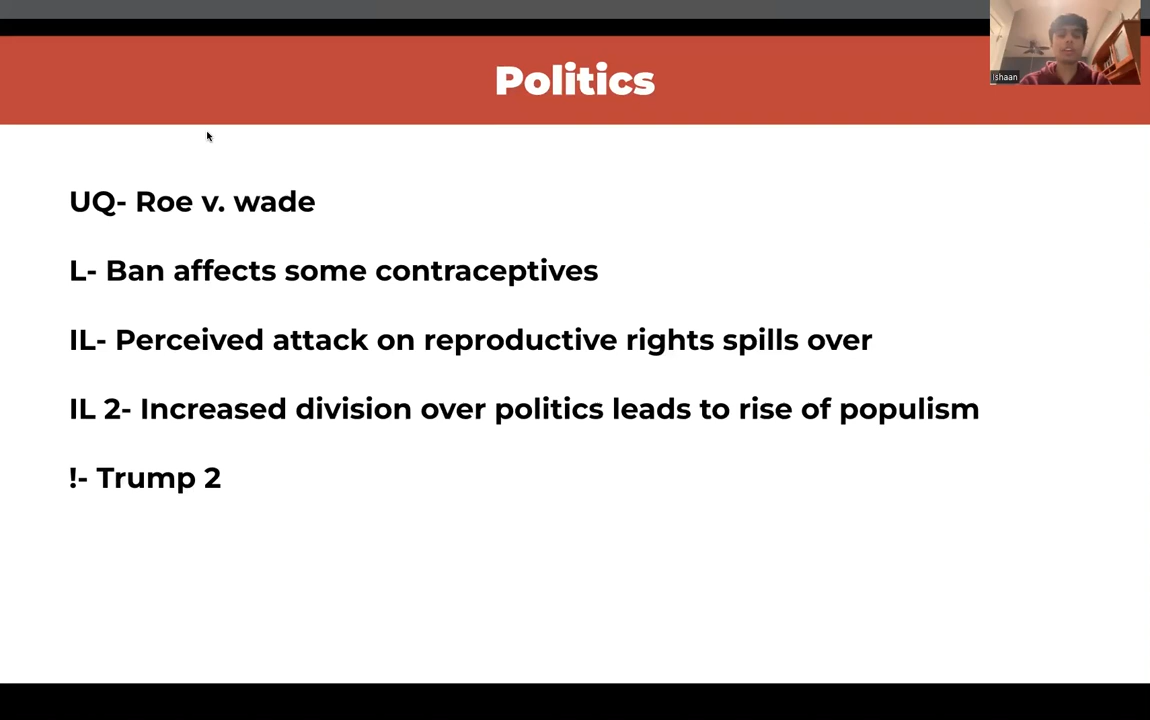 Politics
Ishaan
UQ- Roe v. wade
L- Ban affects some contraceptives
IL- Perceived attack on reproductive rights spills over
IL 2- Increased division over politics leads to rise of populism
!- Trump 2